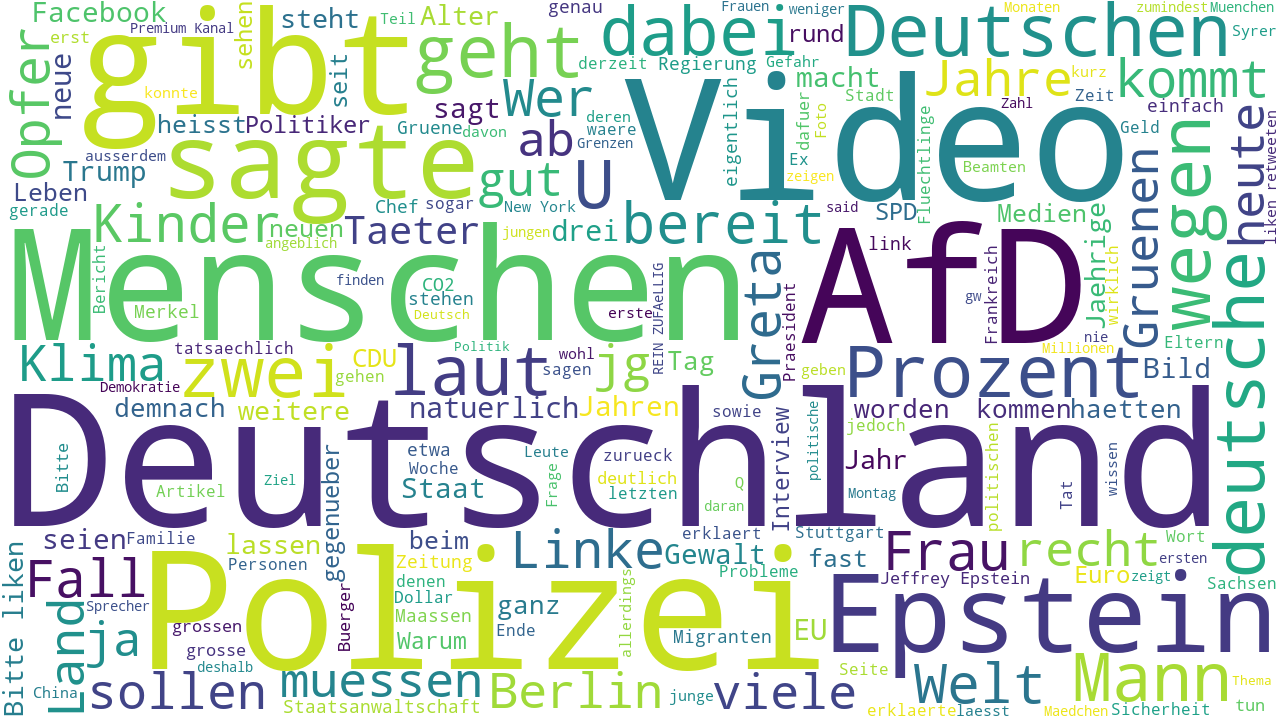 Facebook
gibt
sehen
steht
Alter
Teil
genau
Frauen
weniger
Monaten
zumindest
Muenchen
Syrer
Premium Kanal
erst
Opfer
neue
konnte
seit
geht
dabei
rund
Deutschen
derzeit
Regierung
Gefahr
macht
Jahre
kurz
kommt
heisst
Politiker
sagt
Wer
Stadt
Zahl
Zeit
einfach
Gruene
davon
ab
deren
waere
Grenzen
Video
eigentlich
dafuer
Foto
Geld
heute
liken retweeten
ausserdem
Trump
sagte
gut
U
Ex
zeigen
Beamten
Fluechtlinge
Gruenen
wegen
Leben
gerade
Chef
sogar
New York
said
SPD
Medien
Kinder
neuen
angeblich
Taeter
jungen
drei
bereit
link
Jaehrige
wirklich
Menschen
Bericht
Merkel
finden
CO2
stehen
Deutsch
erste
REIN ZUFAeLLIG
Greta
Praesident
AfD
gw
Frankreich
nie
Millionen
Eltern
deutsche
Klima
tatsaechlich
zwei
CDU
gehen
laut
Politik
wohl
sagen
jg
Tag
geben
Prozent
Bild
Demokratie
demnach
weitere
natuerlich
Jahren
sowie
Interview
politische
worden
jedoch
kommen
haetten
Deutschland
Bitte
Artikel
Ziel
gegenueber
etwa
Woche
Staat
Leute
Frage
zurueck
deutlich
letzten
Q
daran
Jahr
Montag
politischen
Tat
wissen
seien
Familie
lassen
Personen
beim
Zeitung
Linke
Gewalt
erklaert
Probleme
Stuttgart
fast
Frau
recht
Wort
ersten
Fall
Sprecher
Polizei
Buerger
denen
Dollar
Maassen
Warum
ganz
Ende
allerdings
Migranten
EU
Jeffrey Epstein
Euro
zeigt
Sachsen
Epstein
Bitte liken
Land
ja
grossen
grosse
deshalb
China
sollen
muessen
Staatsanwaltschaft
Berlin
junge
viele
Seite
erklaerte
Welt
laesst
Mann
Maedchen
Sicherheit
Thema
tun